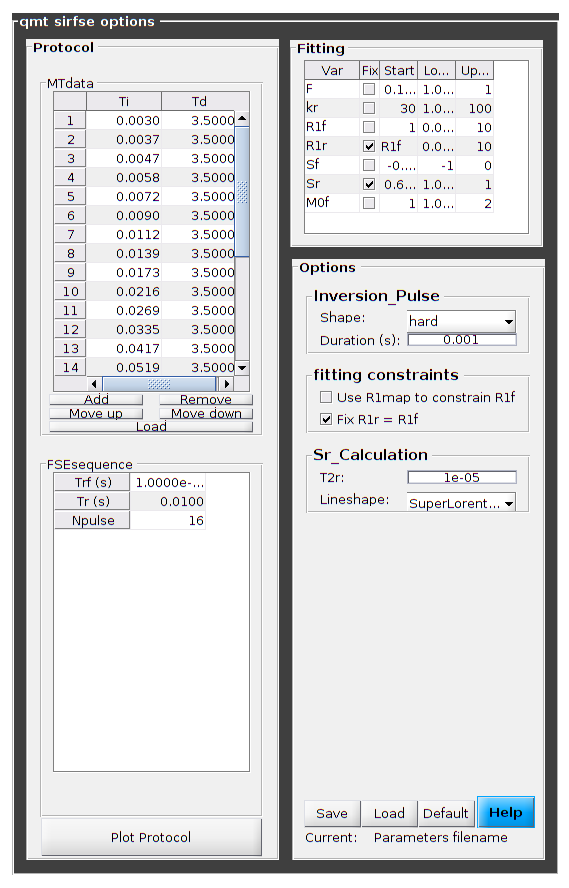 qmt sirfse options
Protocol
MTdata
Ti Td
1 0.0030 3.5000
2 0.0037 3.5000
3 0.0047 3.5000
4 0.0058 3.5000
5 0.0072 3.5000
6 0.0090 3.5000
7 0.0112 3.5000
8 0.0139 3.5000
9 0.0173 3.5000
10 0.0216 3.5000
11 0.0269 3.5000
12 0.0335 3.5000
13 0.0417 3.5000
14 0.0519 3.5000
Add Remove
Move up Move down
Load
FSEsequence
Trf (s) 1.0000e-...
Tr (s) 0.0100
Npulse 16
Plot Protocol
Fitting
Var Fix Start Lo... Up...
F 0.1... 1.0... 1
kr 30 1.0... 100
R1f 1 0.0... 10
R1r R1f 0.0... 10
Sf -0.... -1 0
Sr 0.6... 1.0... 1
M0f 1 1.0... 2
Options
Inversion_Pulse
Shape: hard
Duration (s): 0.001
fitting constraints
Use R1map to constrain R1f
Fix R1r = R1f
Sr_Calculation
T2r: 1e-05
Lineshape: SuperLorent...
Save Load Default Help
Current: Parameters filename